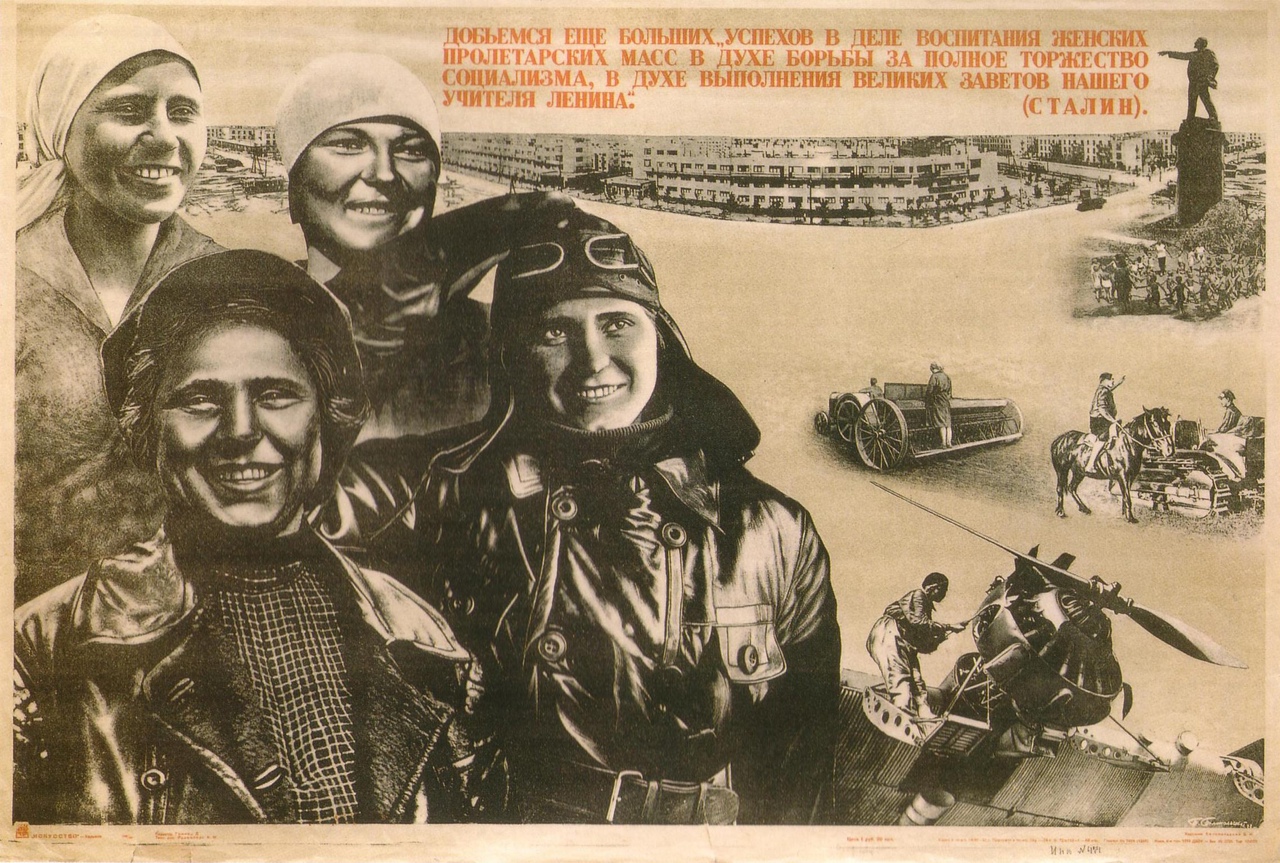 ДОБЬЕМСЯ ЕЩЕ БОЛЬШИХ„УСПЕХОВ В ДЕЛЕ ВОСПИТАНИЯ ЖЕНСКИХ
ПРОЛЕТАРСКИХ МАСС В ДУХЕ БОРЬБЫ ЗА ПОЛНОЕ ТОРЖЕСТВО
СОЦИАЛИЗМА, В ДУХЕ ВЫПОЛНЕНИЯ ВЕЛИКИХ ЗАВЕТОВ НАШЕГО
УЧИТЕЛЯ ЛЕНИНА“.
(СТАЛИН).
"ИСКУССТВО"